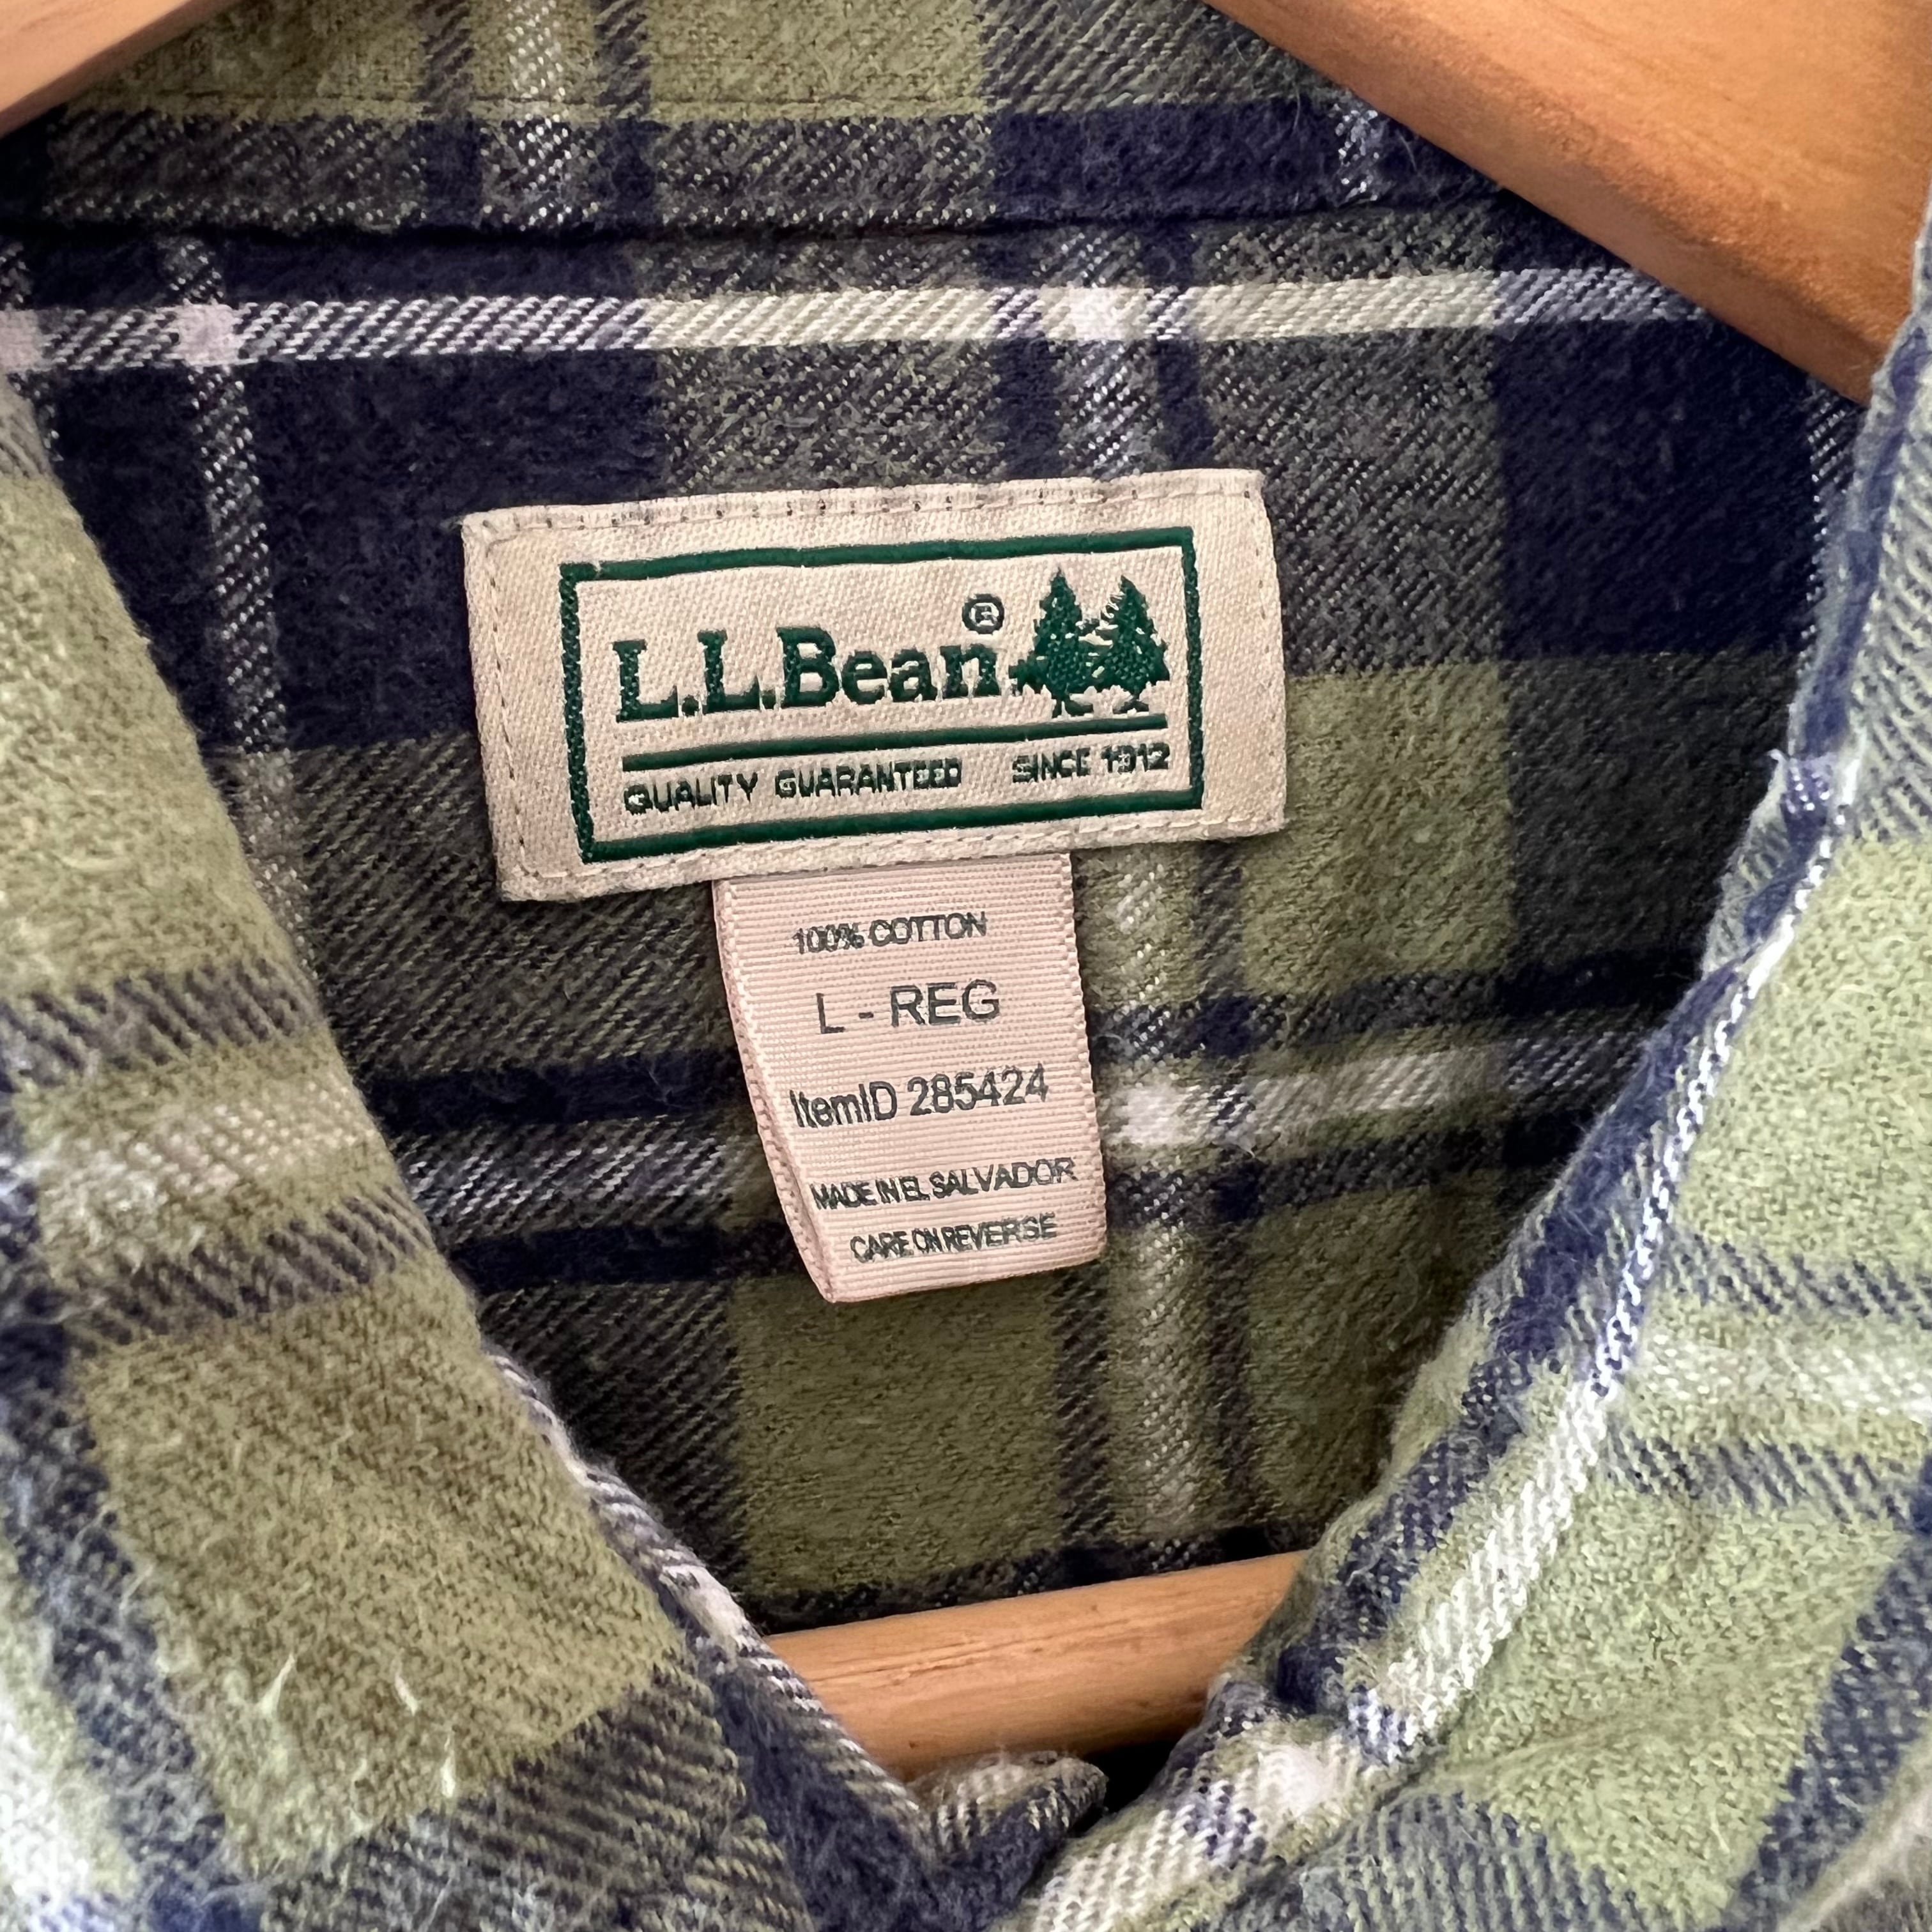 L.L.Bean®
QUALITY GUARANTEED SINCE 1912
100% COTTON
L - REG
ItemID 285424
MADE IN EL SALVADOR
CARE ON REVERSE